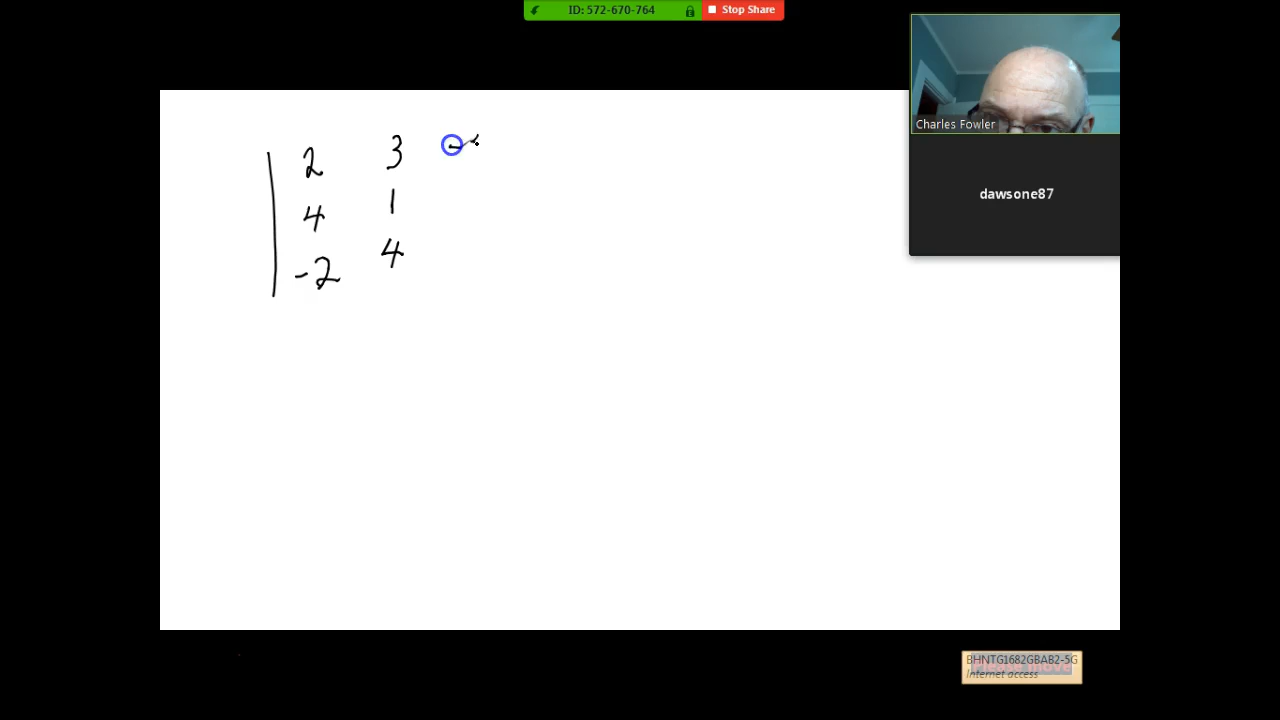 ID: 572-670-764 Stop Share
Charles Fowler
dawsone87
2 3 -
4 1
-2 4
BHNTG1682GBAB2-5G
Internet access